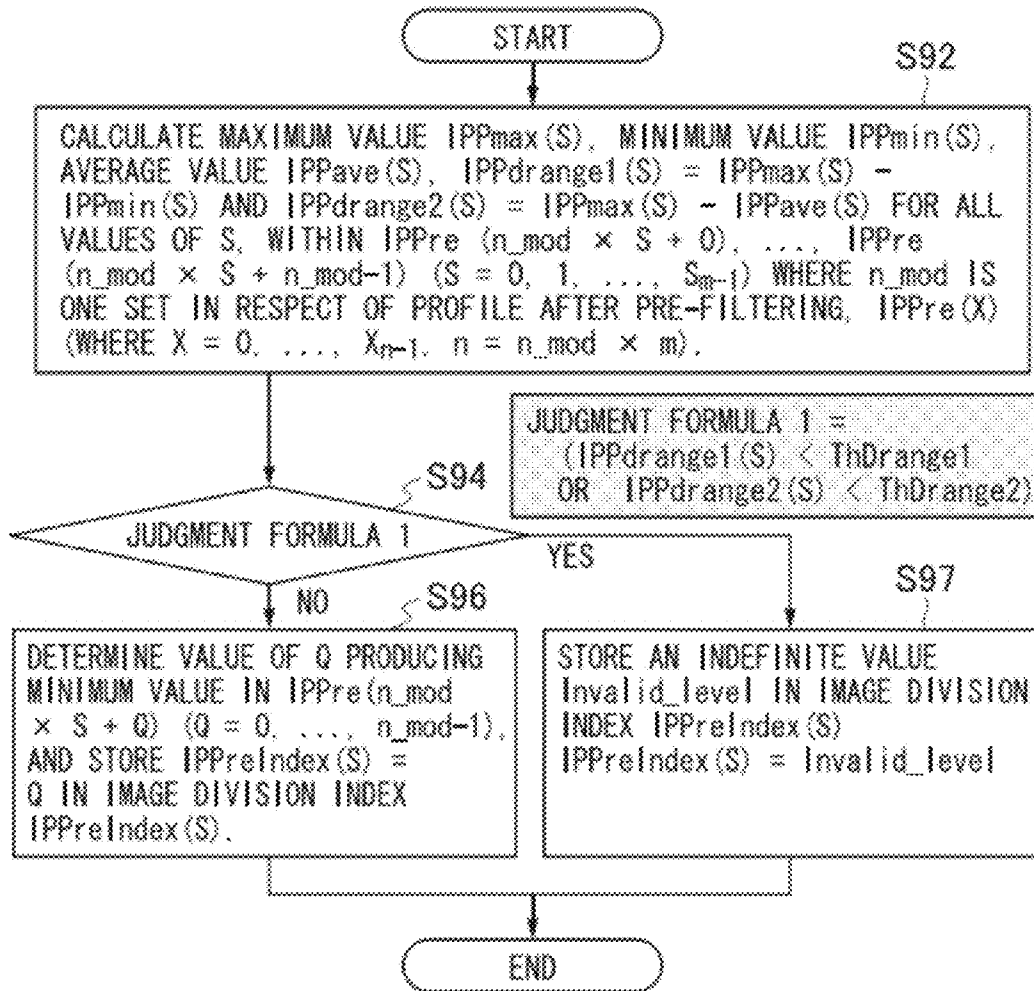 START
S92
CALCULATE MAXIMUM VALUE IPPmax(S), MINIMUM VALUE IPPmin(S),
AVERAGE VALUE IPPave(S), IPPdrange1(S) = IPPmax(S) -
IPPmin(S) AND IPPdrange2(S) = IPPmax(S) - IPPave(S) FOR ALL
VALUES OF S, WITHIN IPPre (n_mod × S + 0), ..., IPPre
(n_mod × S + n_mod-1) (S = 0, 1, ..., Sm-1) WHERE n_mod IS
ONE SET IN RESPECT OF PROFILE AFTER PRE-FILTERING, IPPre(X)
(WHERE X = 0, ..., Xn-1, n = n_mod × m).
JUDGMENT FORMULA 1 =
(IPPdrange1(S) < ThDrange1
OR IPPdrange2(S) < ThDrange2)
S94
JUDGMENT FORMULA 1
YES
NO
S96
DETERMINE VALUE OF Q PRODUCING
MINIMUM VALUE IN IPPre(n_mod
× S + Q) (Q = 0, ..., n_mod-1),
AND STORE IPPreIndex(S) =
Q IN IMAGE DIVISION INDEX
IPPreIndex(S).
S97
STORE AN INDEFINITE VALUE
Invalid_level IN IMAGE DIVISION
INDEX IPPreIndex(S)
IPPreIndex(S) = Invalid_level
END